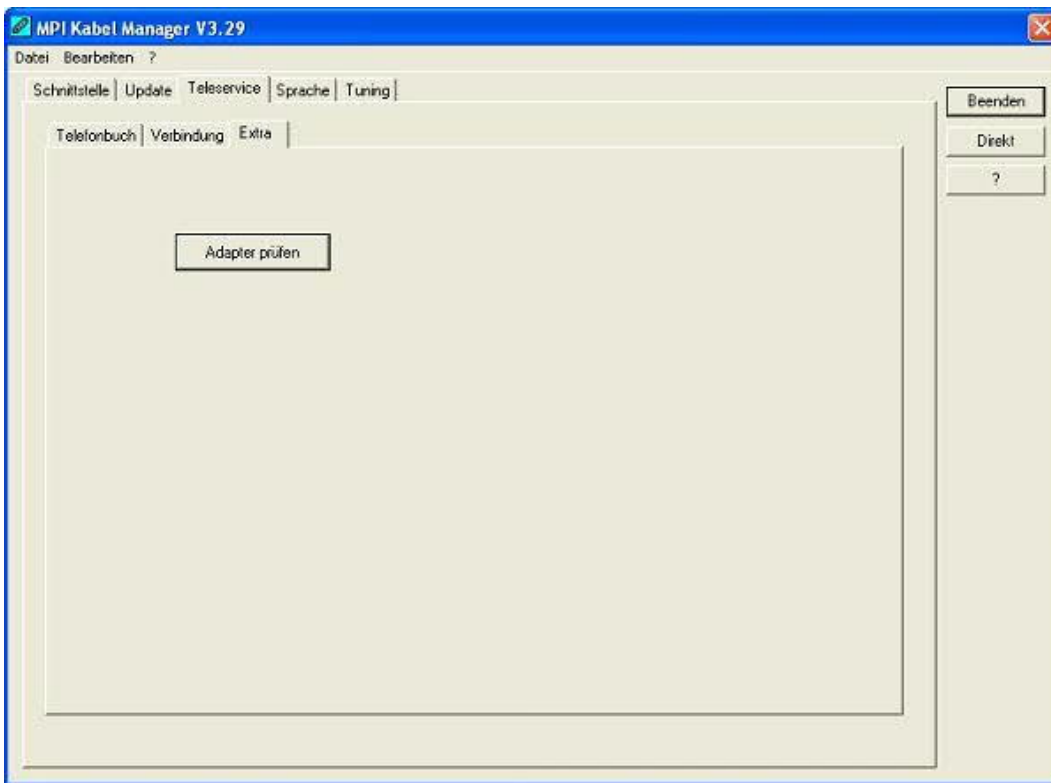 MPI Kabel Manager V3.29
Datei Bearbeiten ?
Schnittstelle Update Teleservice Sprache Tuning
Beenden
Telefonbuch Verbindung Extra
Direkt
?
Adapter prüfen